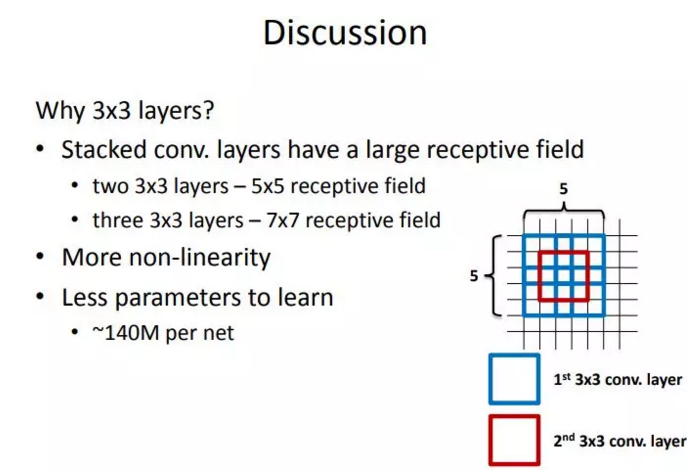 Discussion
Why 3x3 layers?
• Stacked conv. layers have a large receptive field
• two 3x3 layers – 5x5 receptive field
• three 3x3 layers – 7x7 receptive field
• More non-linearity
• Less parameters to learn
• ~140M per net
5
5
1st 3x3 conv. layer
2nd 3x3 conv. layer